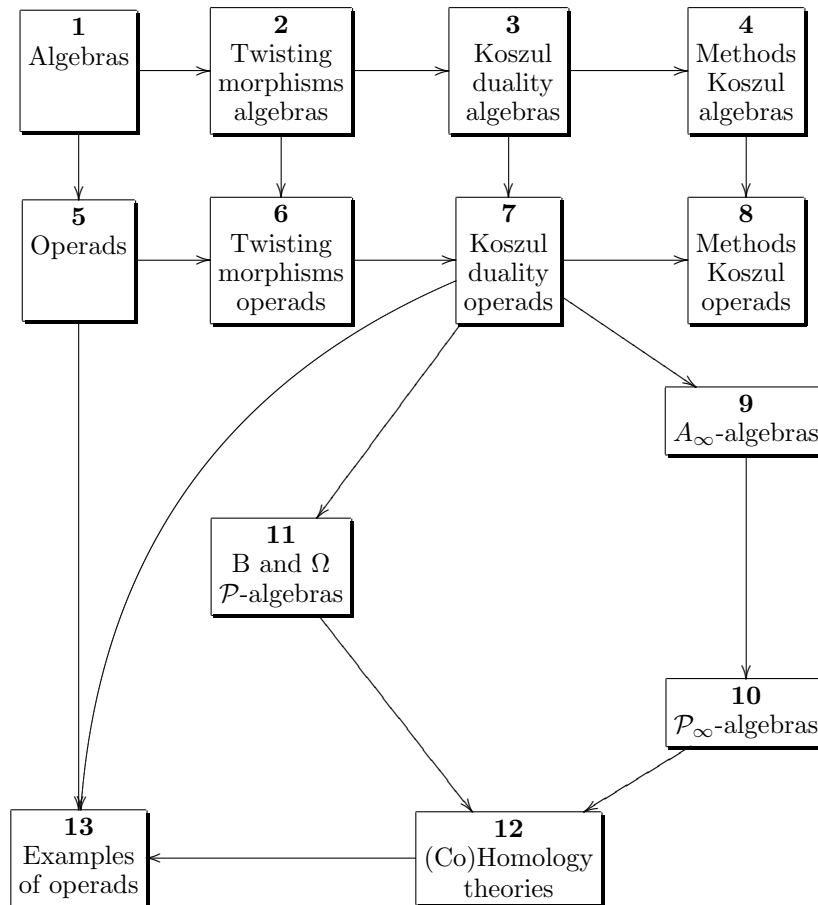 1
Algebras
2
Twisting
morphisms
algebras
3
Koszul
duality
algebras
4
Methods
Koszul
algebras
5
Operads
6
Twisting
morphisms
operads
7
Koszul
duality
operads
8
Methods
Koszul
operads
9
A∞-algebras
11
B and Ω
𝒫-algebras
10
𝒫∞-algebras
13
Examples
of operads
12
(Co)Homology
theories